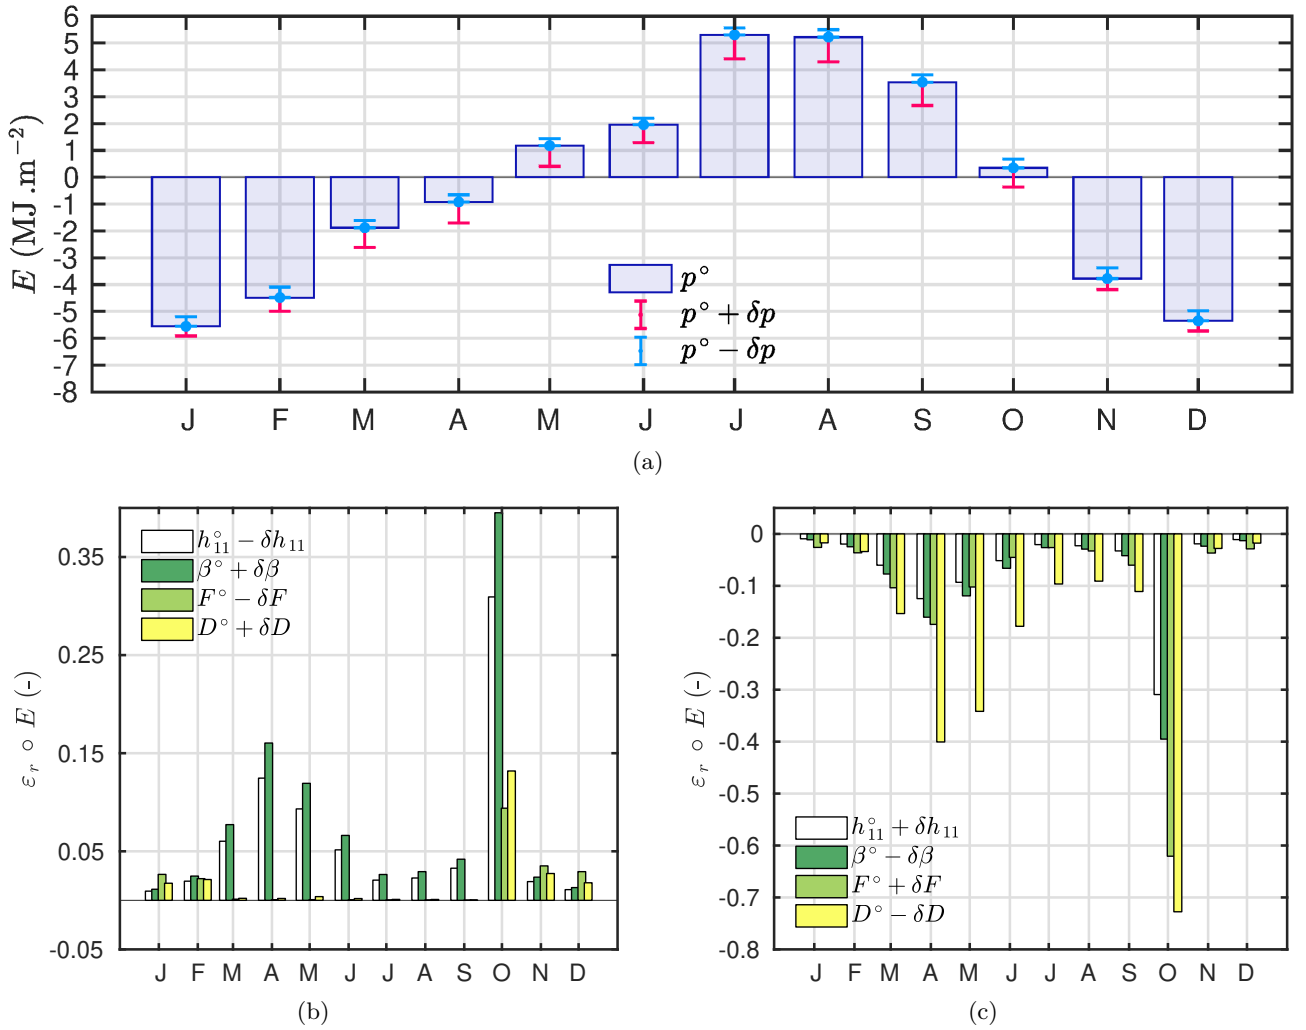 6
5
4
3
2
1
0
-1
-2
-3
-4
-5
-6
-7
-8
E (MJ .m⁻²)
p°
p° + δp
p° − δp
J F M A M J J A S O N D
(a)
0.35
0.25
0.15
0.05
-0.05
ε_r ∘ E (-)
h°₁₁ − δh₁₁
β° + δβ
F° − δF
D° + δD
J F M A M J J A S O N D
(b)
0
-0.1
-0.2
-0.3
-0.4
-0.5
-0.6
-0.7
-0.8
ε_r ∘ E (-)
h°₁₁ + δh₁₁
β° − δβ
F° + δF
D° − δD
J F M A M J J A S O N D
(c)